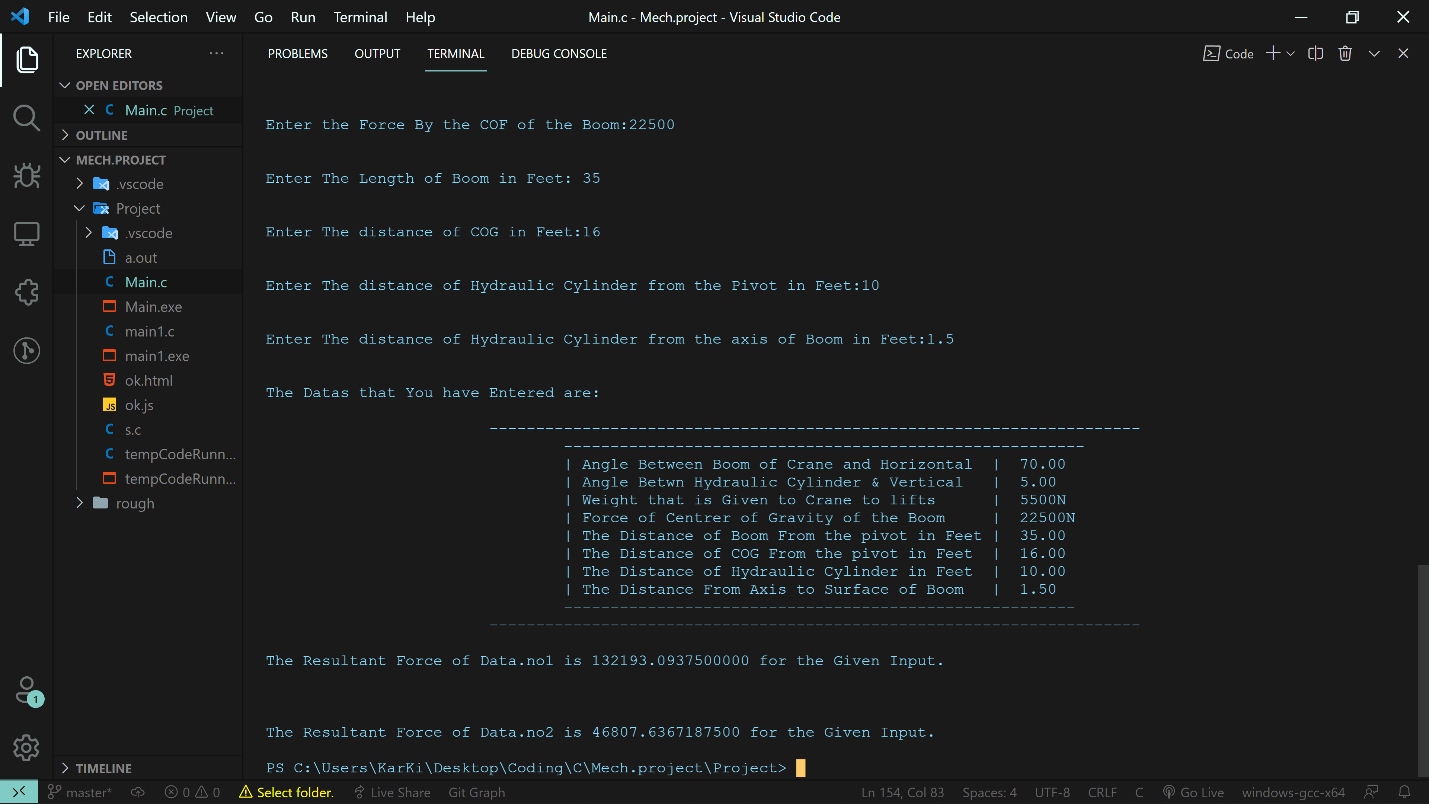 File Edit Selection View Go Run Terminal Help
Main.c - Mech.project - Visual Studio Code
EXPLORER
OPEN EDITORS
Main.c Project
OUTLINE
MECH.PROJECT
.vscode
Project
.vscode
a.out
Main.c
Main.exe
main1.c
main1.exe
ok.html
JS ok.js
s.c
tempCodeRunn...
tempCodeRunn...
rough
TIMELINE
1
PROBLEMS OUTPUT TERMINAL DEBUG CONSOLE
Code
Enter the Force By the COF of the Boom:22500
Enter The Length of Boom in Feet: 35
Enter The distance of COG in Feet:16
Enter The distance of Hydraulic Cylinder from the Pivot in Feet:10
Enter The distance of Hydraulic Cylinder from the axis of Boom in Feet:1.5
The Datas that You have Entered are:
----------------------------------------------------------------------
--------------------------------------------------------
| Angle Between Boom of Crane and Horizontal | 70.00
| Angle Betwn Hydraulic Cylinder & Vertical | 5.00
| Weight that is Given to Crane to lifts | 5500N
| Force of Centrer of Gravity of the Boom | 22500N
| The Distance of Boom From the pivot in Feet | 35.00
| The Distance of COG From the pivot in Feet | 16.00
| The Distance of Hydraulic Cylinder in Feet | 10.00
| The Distance From Axis to Surface of Boom | 1.50
-------------------------------------------------------
----------------------------------------------------------------------
The Resultant Force of Data.no1 is 132193.0937500000 for the Given Input.
The Resultant Force of Data.no2 is 46807.6367187500 for the Given Input.
PS C:\Users\KarKi\Desktop\Coding\C\Mech.project\Project>
master* 0 0 Select folder. Live Share Git Graph
Ln 154, Col 83 Spaces: 4 UTF-8 CRLF C Go Live windows-gcc-x64